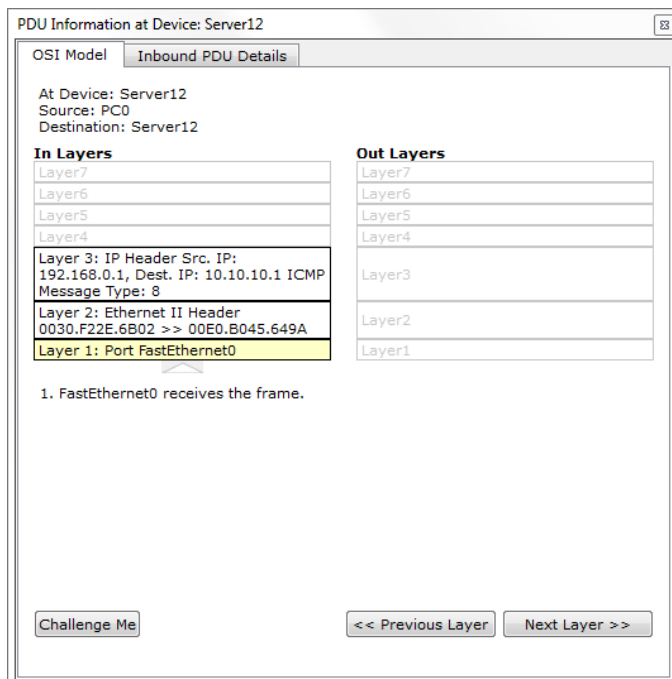 PDU Information at Device: Server12
OSI Model
Inbound PDU Details
At Device: Server12
Source: PC0
Destination: Server12
In Layers
Layer7
Layer6
Layer5
Layer4
Layer 3: IP Header Src. IP:
192.168.0.1, Dest. IP: 10.10.10.1 ICMP
Message Type: 8
Layer 2: Ethernet II Header
0030.F22E.6B02 >> 00E0.B045.649A
Layer 1: Port FastEthernet0
Out Layers
Layer7
Layer6
Layer5
Layer4
Layer3
Layer2
Layer1
1. FastEthernet0 receives the frame.
Challenge Me
<< Previous Layer
Next Layer >>